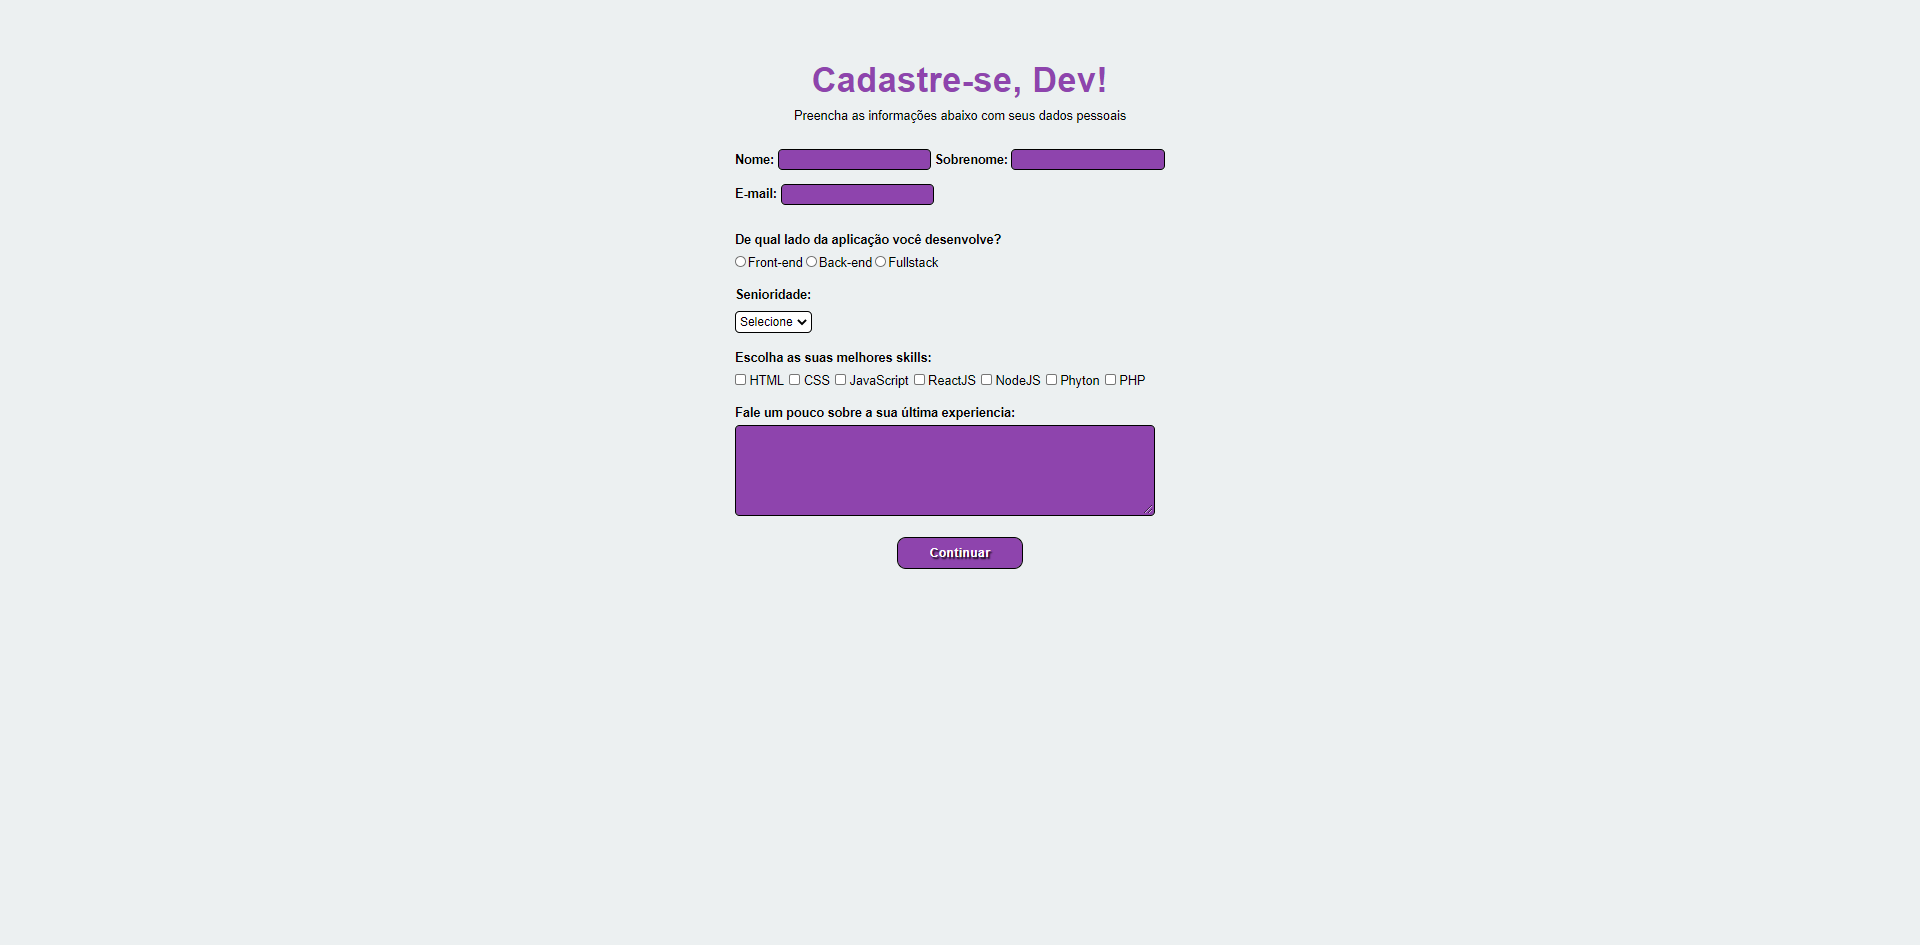 Cadastre-se, Dev!
Preencha as informações abaixo com seus dados pessoais
Nome: Sobrenome:
E-mail:
De qual lado da aplicação você desenvolve?
Front-end Back-end Fullstack
Senioridade:
Selecione
Escolha as suas melhores skills:
HTML CSS JavaScript ReactJS NodeJS Phyton PHP
Fale um pouco sobre a sua última experiencia:
Continuar